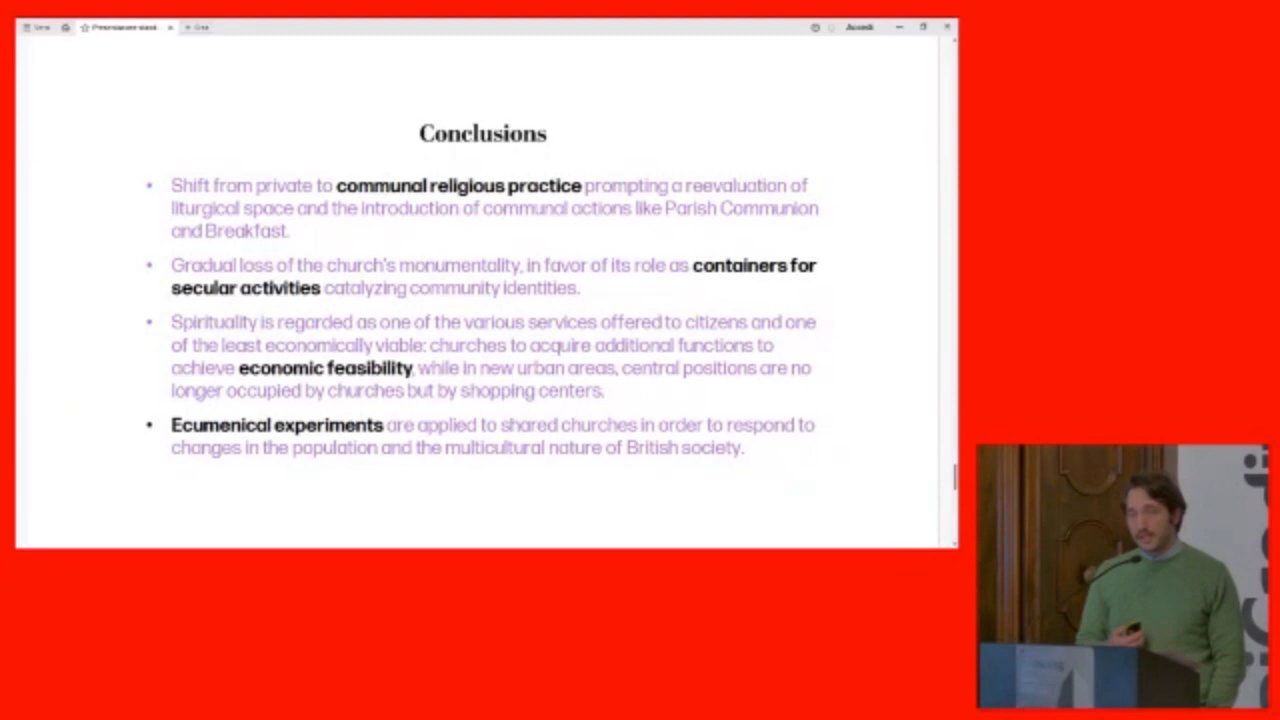 Accedi
Conclusions
• Shift from private to communal religious practice prompting a reevaluation of
liturgical space and the introduction of communal actions like Parish Communion
and Breakfast.
• Gradual loss of the church's monumentality, in favor of its role as containers for
secular activities catalyzing community identities.
• Spirituality is regarded as one of the various services offered to citizens and one
of the least economically viable: churches to acquire additional functions to
achieve economic feasibility, while in new urban areas, central positions are no
longer occupied by churches but by shopping centers.
• Ecumenical experiments are applied to shared churches in order to respond to
changes in the population and the multicultural nature of British society.